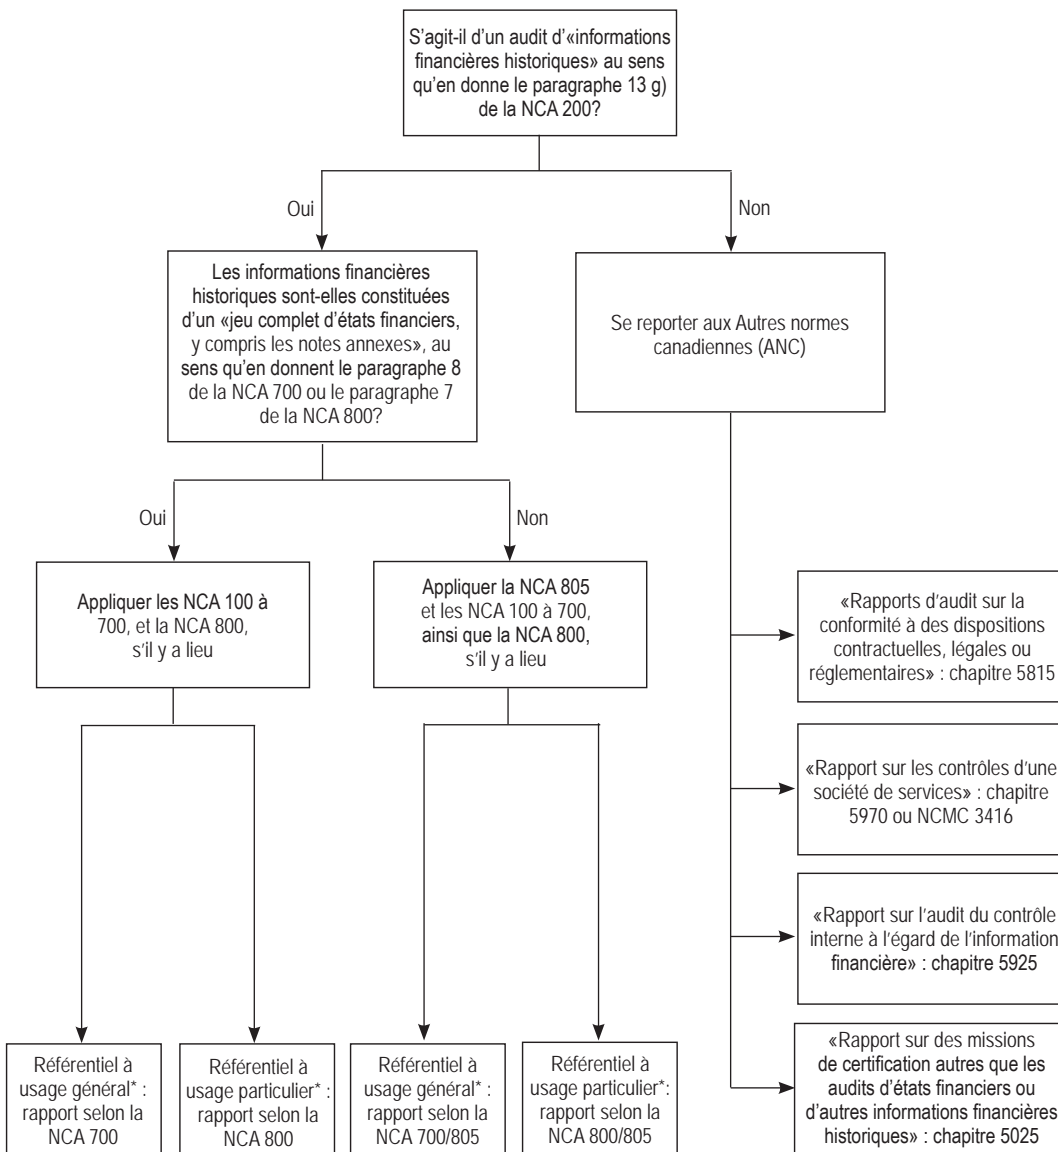 S'agit-il d'un audit d'«informations
financières historiques» au sens
qu'en donne le paragraphe 13 g)
de la NCA 200?
Oui
Non
Les informations financières
historiques sont-elles constituées
d'un «jeu complet d'états financiers,
y compris les notes annexes», au
sens qu'en donnent le paragraphe 8
de la NCA 700 ou le paragraphe 7
de la NCA 800?
Se reporter aux Autres normes
canadiennes (ANC)
Oui
Non
Appliquer les NCA 100 à
700, et la NCA 800,
s'il y a lieu
Appliquer la NCA 805
et les NCA 100 à 700,
ainsi que la NCA 800,
s'il y a lieu
«Rapports d'audit sur la
conformité à des dispositions
contractuelles, légales ou
réglementaires» : chapitre 5815
«Rapport sur les contrôles d'une
société de services» : chapitre
5970 ou NCMC 3416
«Rapport sur l'audit du contrôle
interne à l'égard de l'information
financière» : chapitre 5925
Référentiel à
usage général* :
rapport selon la
NCA 700
Référentiel à
usage particulier* :
rapport selon la
NCA 800
Référentiel à
usage général* :
rapport selon la
NCA 700/805
Référentiel à
usage particulier*:
rapport selon la
NCA 800/805
«Rapport sur des missions
de certification autres que les
audits d'états financiers ou
d'autres informations financières
historiques» : chapitre 5025